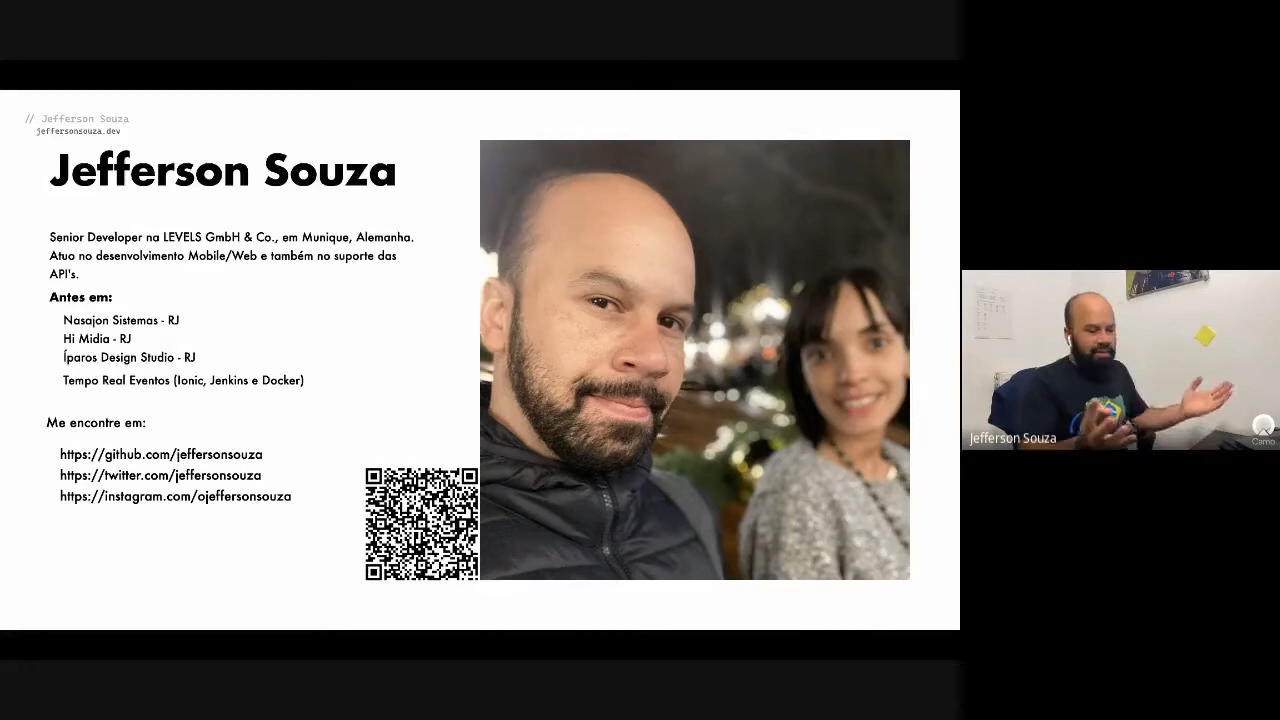 // Jefferson Souza
jeffersonsouza.dev
Jefferson Souza
Senior Developer na LEVELS GmbH & Co., em Munique, Alemanha.
Atuo no desenvolvimento Mobile/Web e também no suporte das
API's.
Antes em:
Nasajon Sistemas - RJ
Hi Midia - RJ
Íparos Design Studio - RJ
Tempo Real Eventos (Ionic, Jenkins e Docker)
Me encontre em:
https://github.com/jeffersonsouza
https://twitter.com/jeffersonsouza
https://instagram.com/ojeffersonsouza
Jefferson Souza
Camo